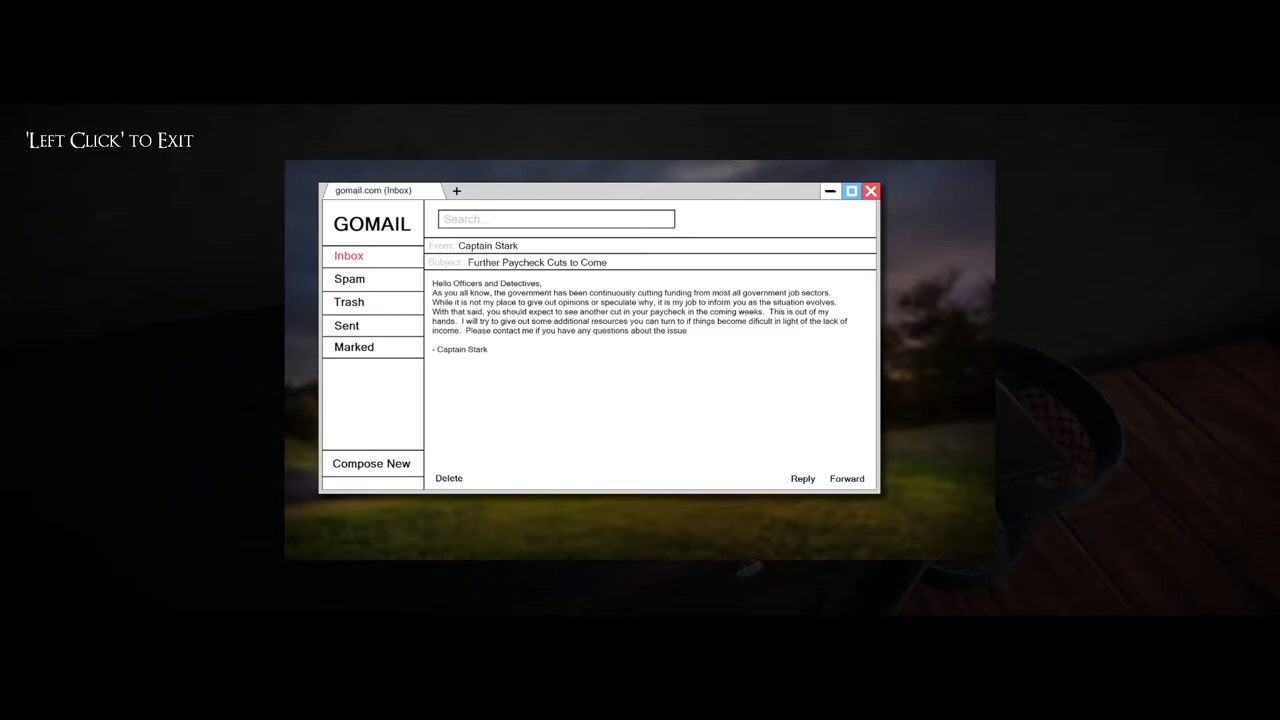 'Left Click' to Exit
gomail.com (Inbox)
+
GOMAIL
Search...
From: Captain Stark
Subject: Further Paycheck Cuts to Come
Inbox
Spam
Trash
Sent
Marked
Compose New
Hello Officers and Detectives,
As you all know, the government has been continuously cutting funding from most all government job sectors.
While it is not my place to give out opinions or speculate why, it is my job to inform you as the situation evolves.
With that said, you should expect to see another cut in your paycheck in the coming weeks.  This is out of my
hands.  I will try to give out some additional resources you can turn to if things become dificult in light of the lack of
income.  Please contact me if you have any questions about the issue
- Captain Stark
Delete
Reply
Forward